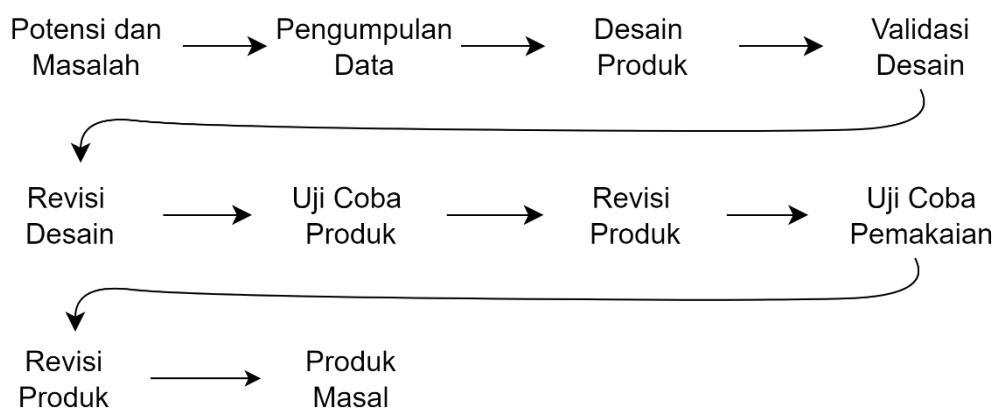 Potensi dan
Masalah
Pengumpulan
Data
Desain
Produk
Validasi
Desain
Revisi
Desain
Uji Coba
Produk
Revisi
Produk
Uji Coba
Pemakaian
Revisi
Produk
Produk
Masal